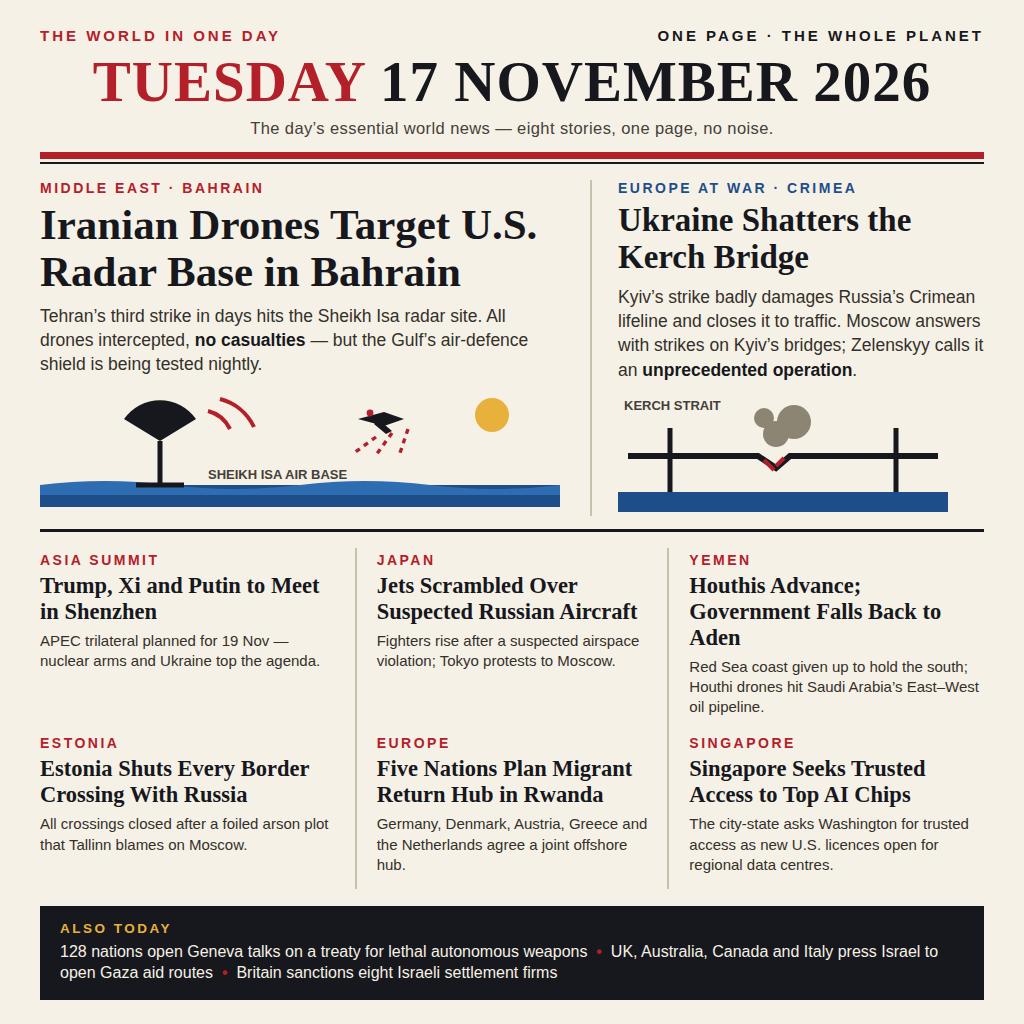 THE WORLD IN ONE DAY
ONE PAGE · THE WHOLE PLANET
TUESDAY 17 NOVEMBER 2026
The day’s essential world news — eight stories, one page, no noise.
MIDDLE EAST · BAHRAIN
Iranian Drones Target U.S.
Radar Base in Bahrain
Tehran’s third strike in days hits the Sheikh Isa radar site. All
drones intercepted, no casualties — but the Gulf’s air-defence
shield is being tested nightly.
SHEIKH ISA AIR BASE
EUROPE AT WAR · CRIMEA
Ukraine Shatters the
Kerch Bridge
Kyiv’s strike badly damages Russia’s Crimean
lifeline and closes it to traffic. Moscow answers
with strikes on Kyiv’s bridges; Zelenskyy calls it
an unprecedented operation.
KERCH STRAIT
ASIA SUMMIT
Trump, Xi and Putin to Meet
in Shenzhen
APEC trilateral planned for 19 Nov —
nuclear arms and Ukraine top the agenda.
JAPAN
Jets Scrambled Over
Suspected Russian Aircraft
Fighters rise after a suspected airspace
violation; Tokyo protests to Moscow.
YEMEN
Houthis Advance;
Government Falls Back to
Aden
Red Sea coast given up to hold the south;
Houthi drones hit Saudi Arabia’s East–West
oil pipeline.
ESTONIA
Estonia Shuts Every Border
Crossing With Russia
All crossings closed after a foiled arson plot
that Tallinn blames on Moscow.
EUROPE
Five Nations Plan Migrant
Return Hub in Rwanda
Germany, Denmark, Austria, Greece and
the Netherlands agree a joint offshore
hub.
SINGAPORE
Singapore Seeks Trusted
Access to Top AI Chips
The city-state asks Washington for trusted
access as new U.S. licences open for
regional data centres.
ALSO TODAY
128 nations open Geneva talks on a treaty for lethal autonomous weapons • UK, Australia, Canada and Italy press Israel to
open Gaza aid routes • Britain sanctions eight Israeli settlement firms